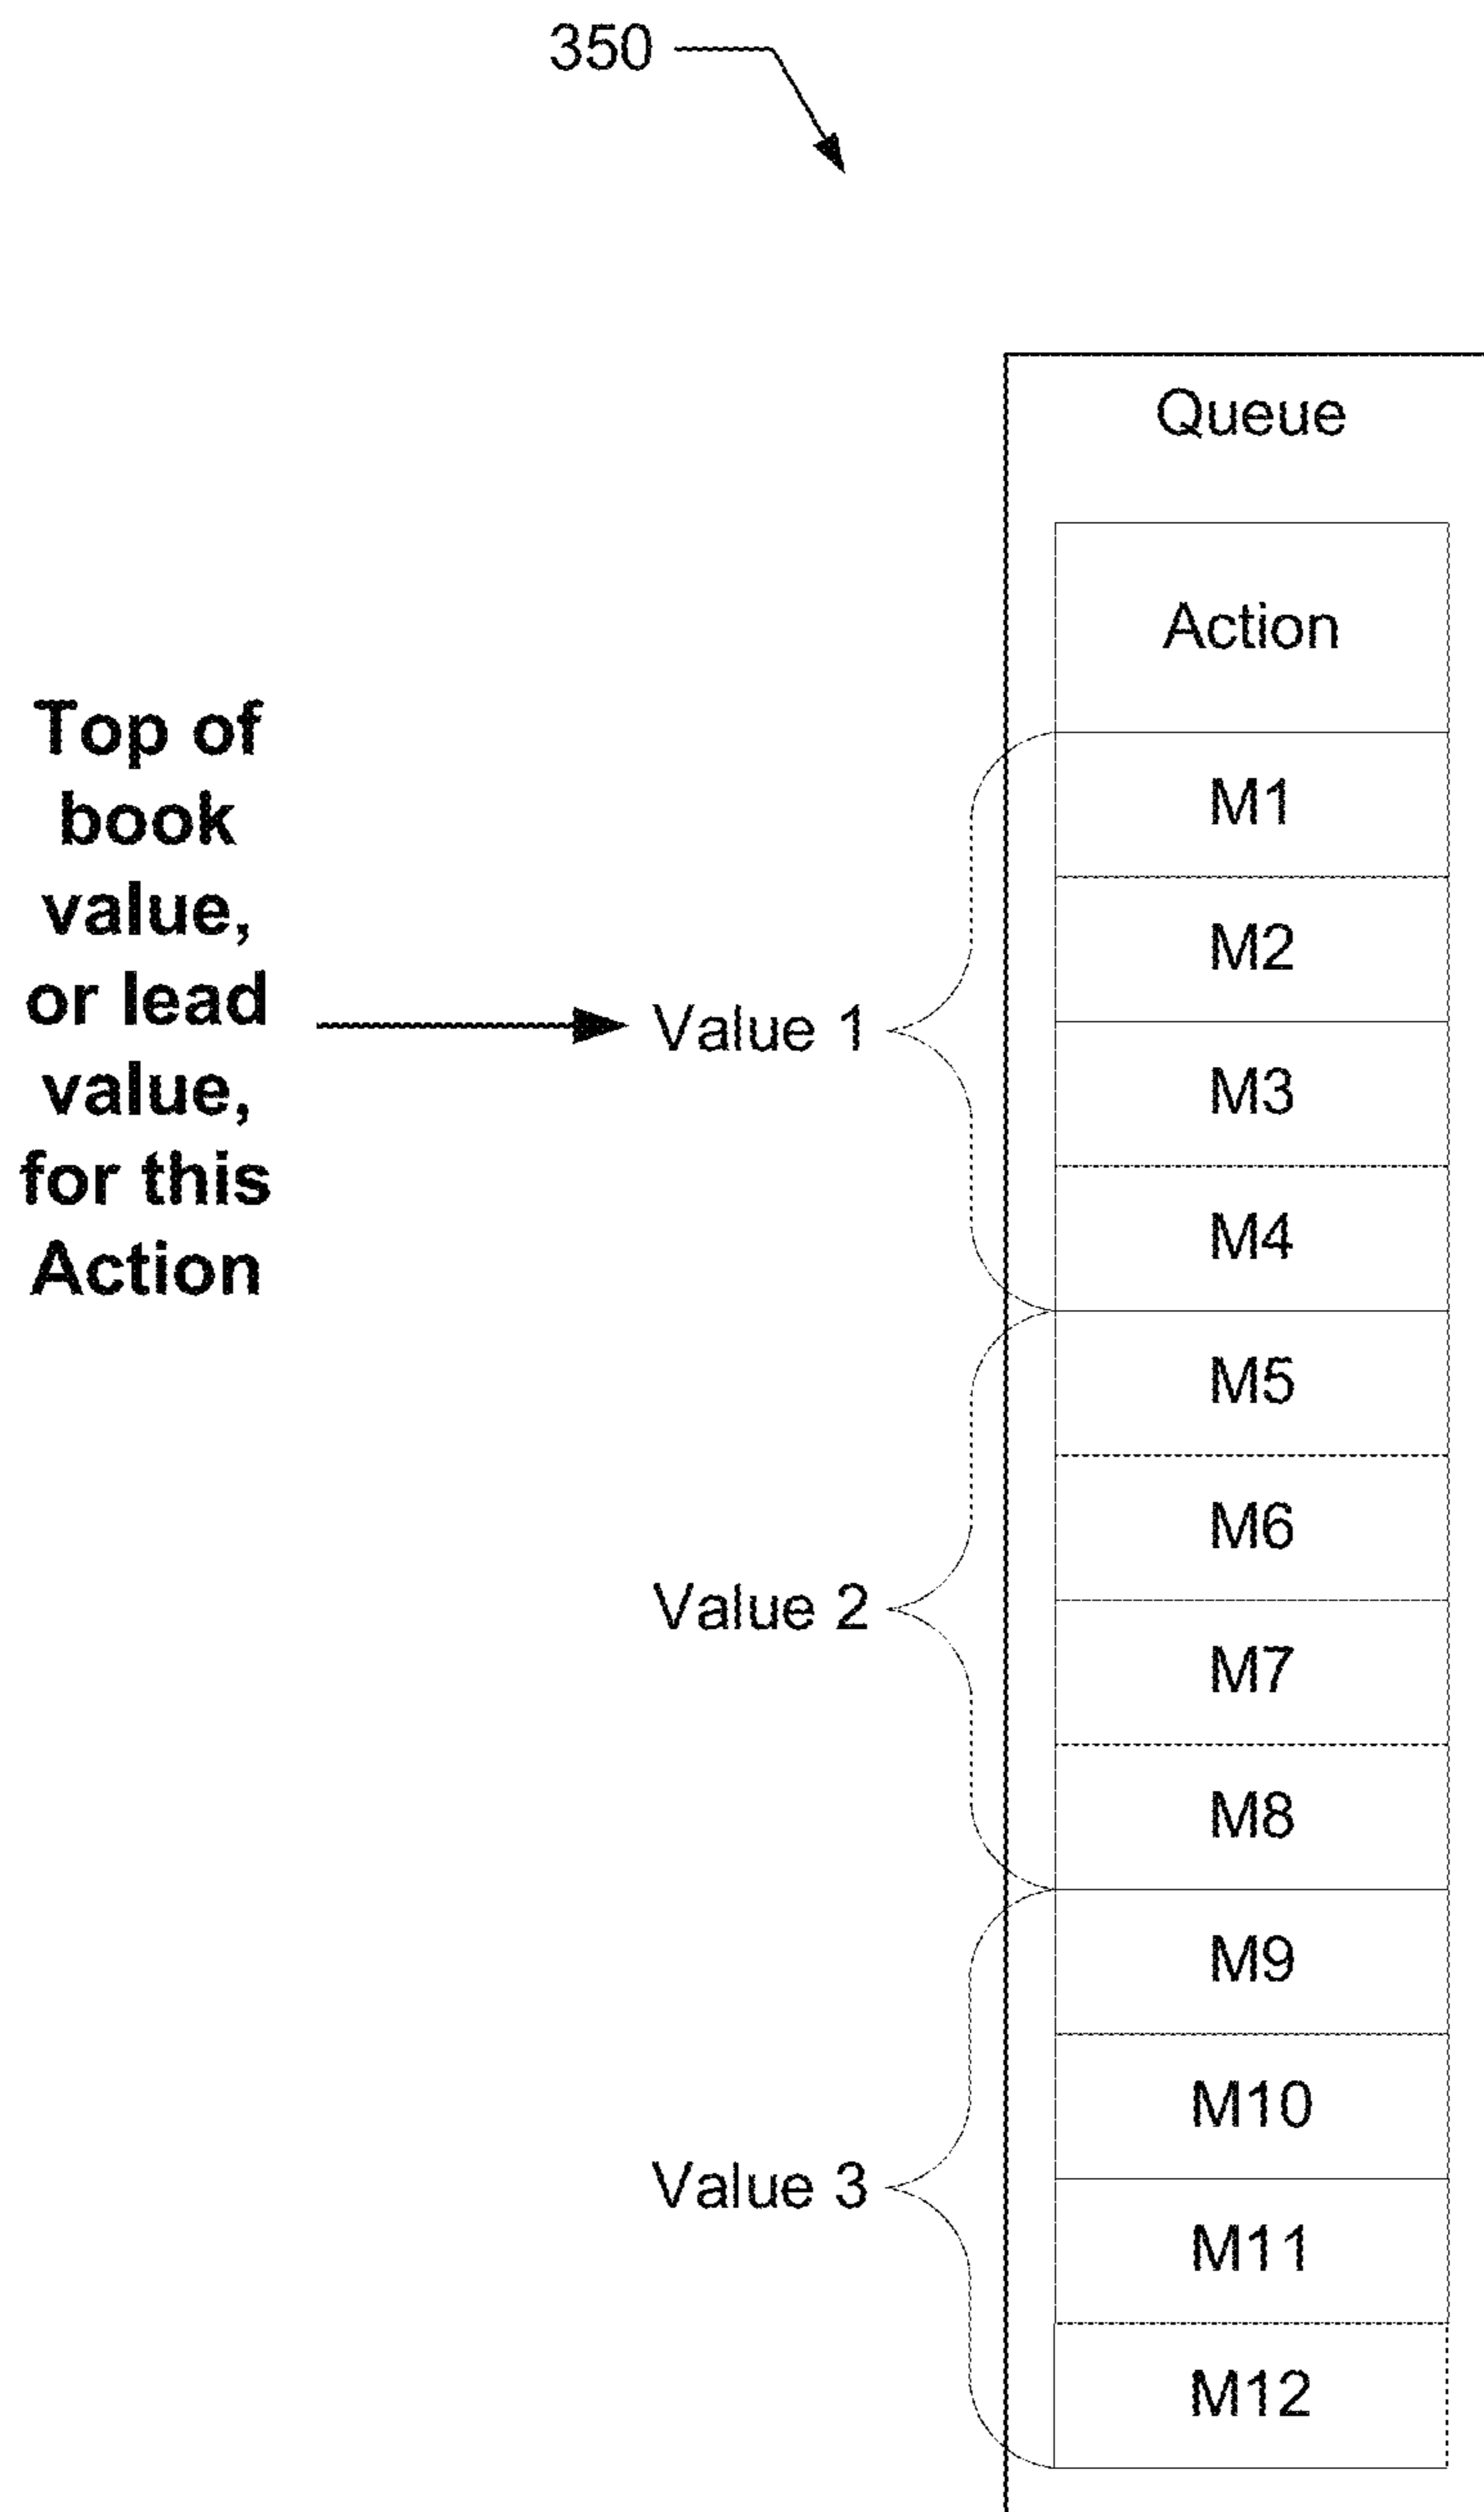 350
Queue
Action
Top of
book
value,
or lead
value,
for this
Action
Value 1
M1
M2
M3
M4
Value 2
M5
M6
M7
M8
Value 3
M9
M10
M11
M12